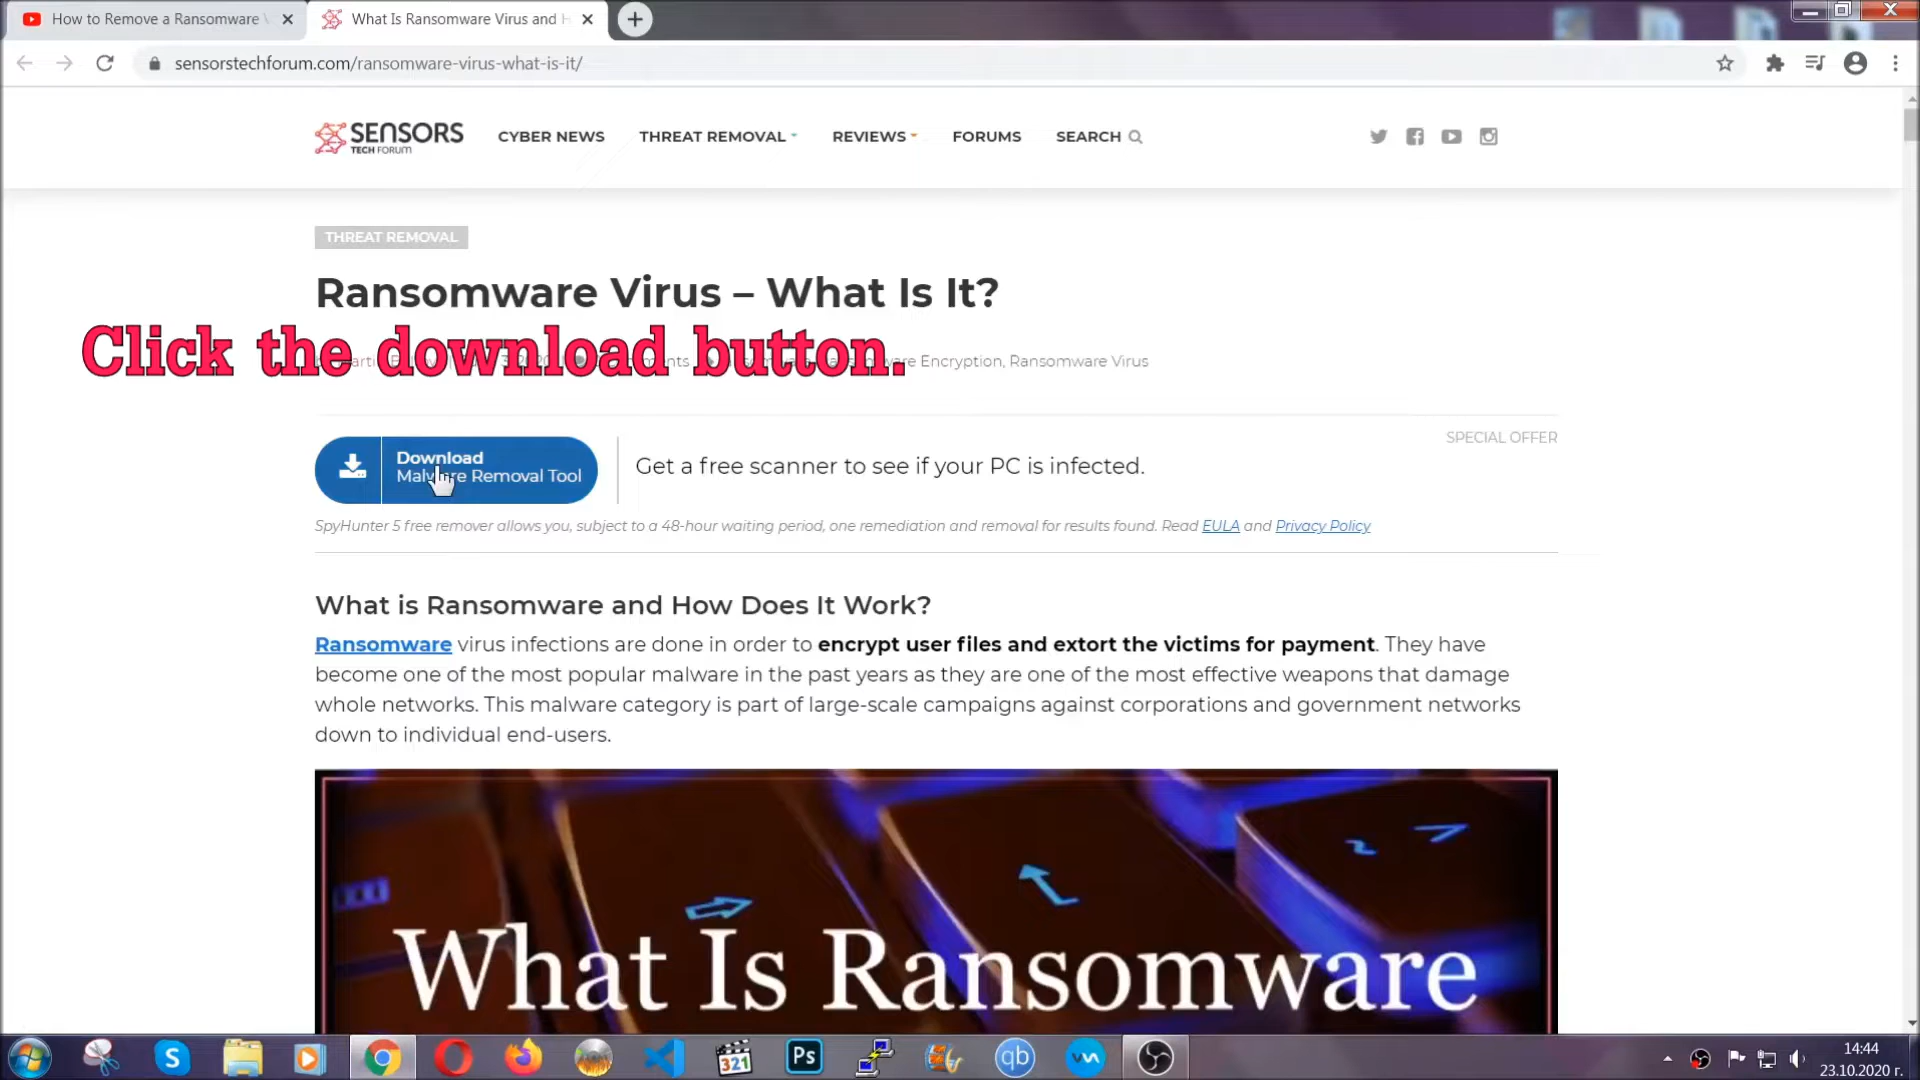 How to Remove a Ransomware
What Is Ransomware Virus and H
sensorstechforum.com/ransomware-virus-what-is-it/
SENSORS
TECH FORUM
CYBER NEWS
THREAT REMOVAL
REVIEWS
FORUMS
SEARCH
THREAT REMOVAL
Ransomware Virus – What Is It?
Click the download button.
Encryption, Ransomware Virus
SPECIAL OFFER
Download
Malware Removal Tool
Get a free scanner to see if your PC is infected.
SpyHunter 5 free remover allows you, subject to a 48-hour waiting period, one remediation and removal for results found. Read EULA and Privacy Policy
What is Ransomware and How Does It Work?
Ransomware virus infections are done in order to encrypt user files and extort the victims for payment. They have
become one of the most popular malware in the past years as they are one of the most effective weapons that damage
whole networks. This malware category is part of large-scale campaigns against corporations and government networks
down to individual end-users.
What Is Ransomware
321
Ps
qb
14:44
23.10.2020 г.